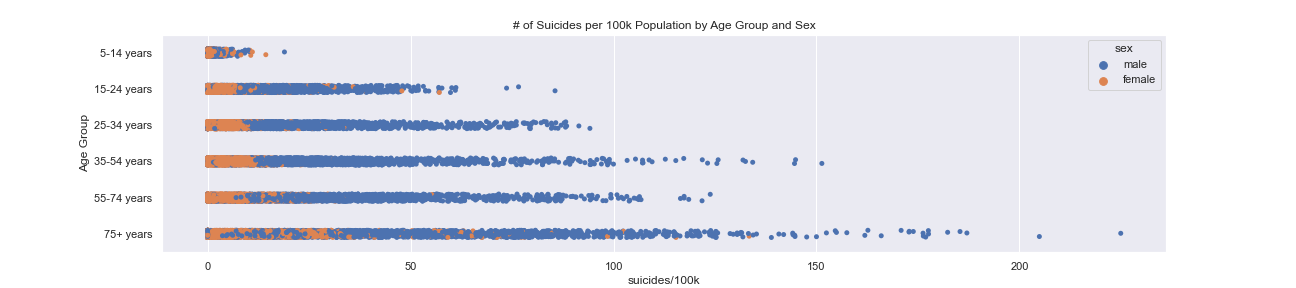 # of Suicides per 100k Population by Age Group and Sex
sex
male
female
Age Group
5-14 years
15-24 years
25-34 years
35-54 years
55-74 years
75+ years
0 50 100 150 200
suicides/100k